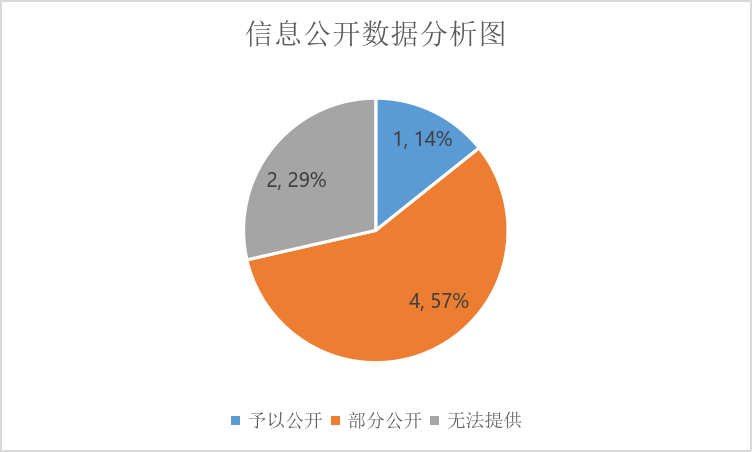 信息公开数据分析图
1, 14%
2, 29%
4, 57%
予以公开 部分公开 无法提供